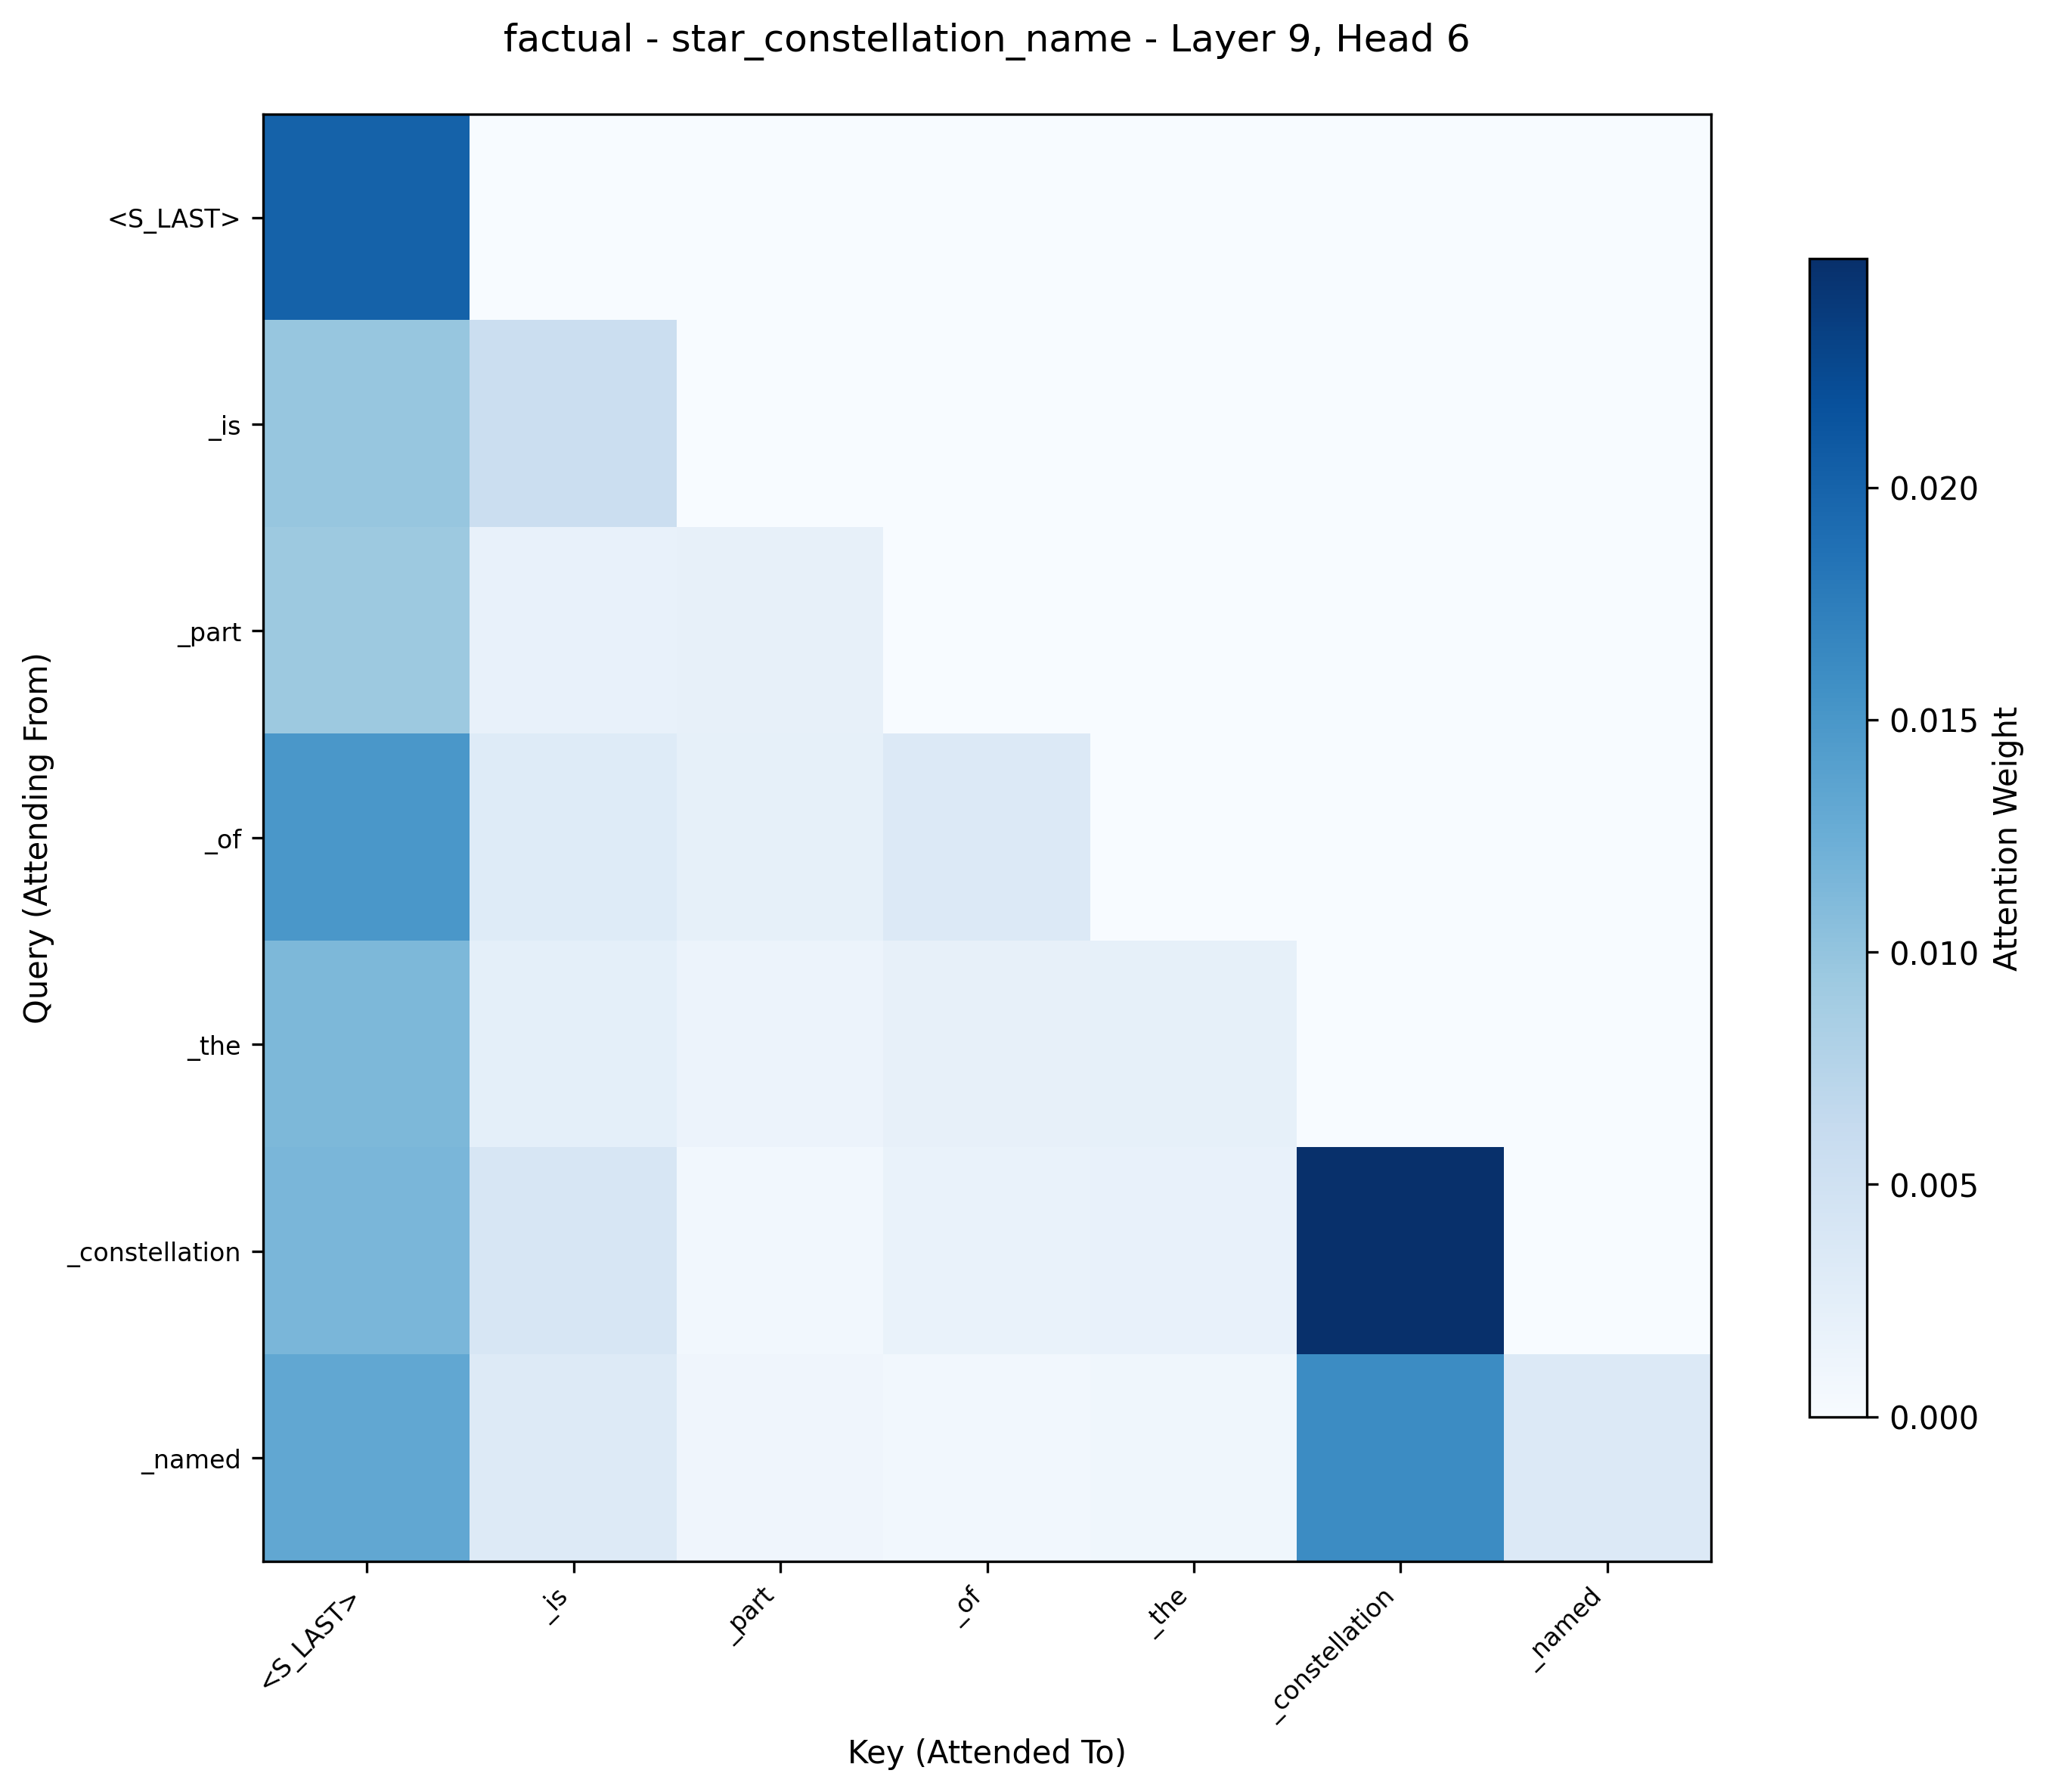 factual - star_constellation_name - Layer 9, Head 6
Query (Attending From)
<S_LAST>
_is
_part
_of
_the
_constellation
_named
<S_LAST>
_is
_part
_of
_the
_constellation
_named
Key (Attended To)
0.020
0.015
0.010
0.005
0.000
Attention Weight